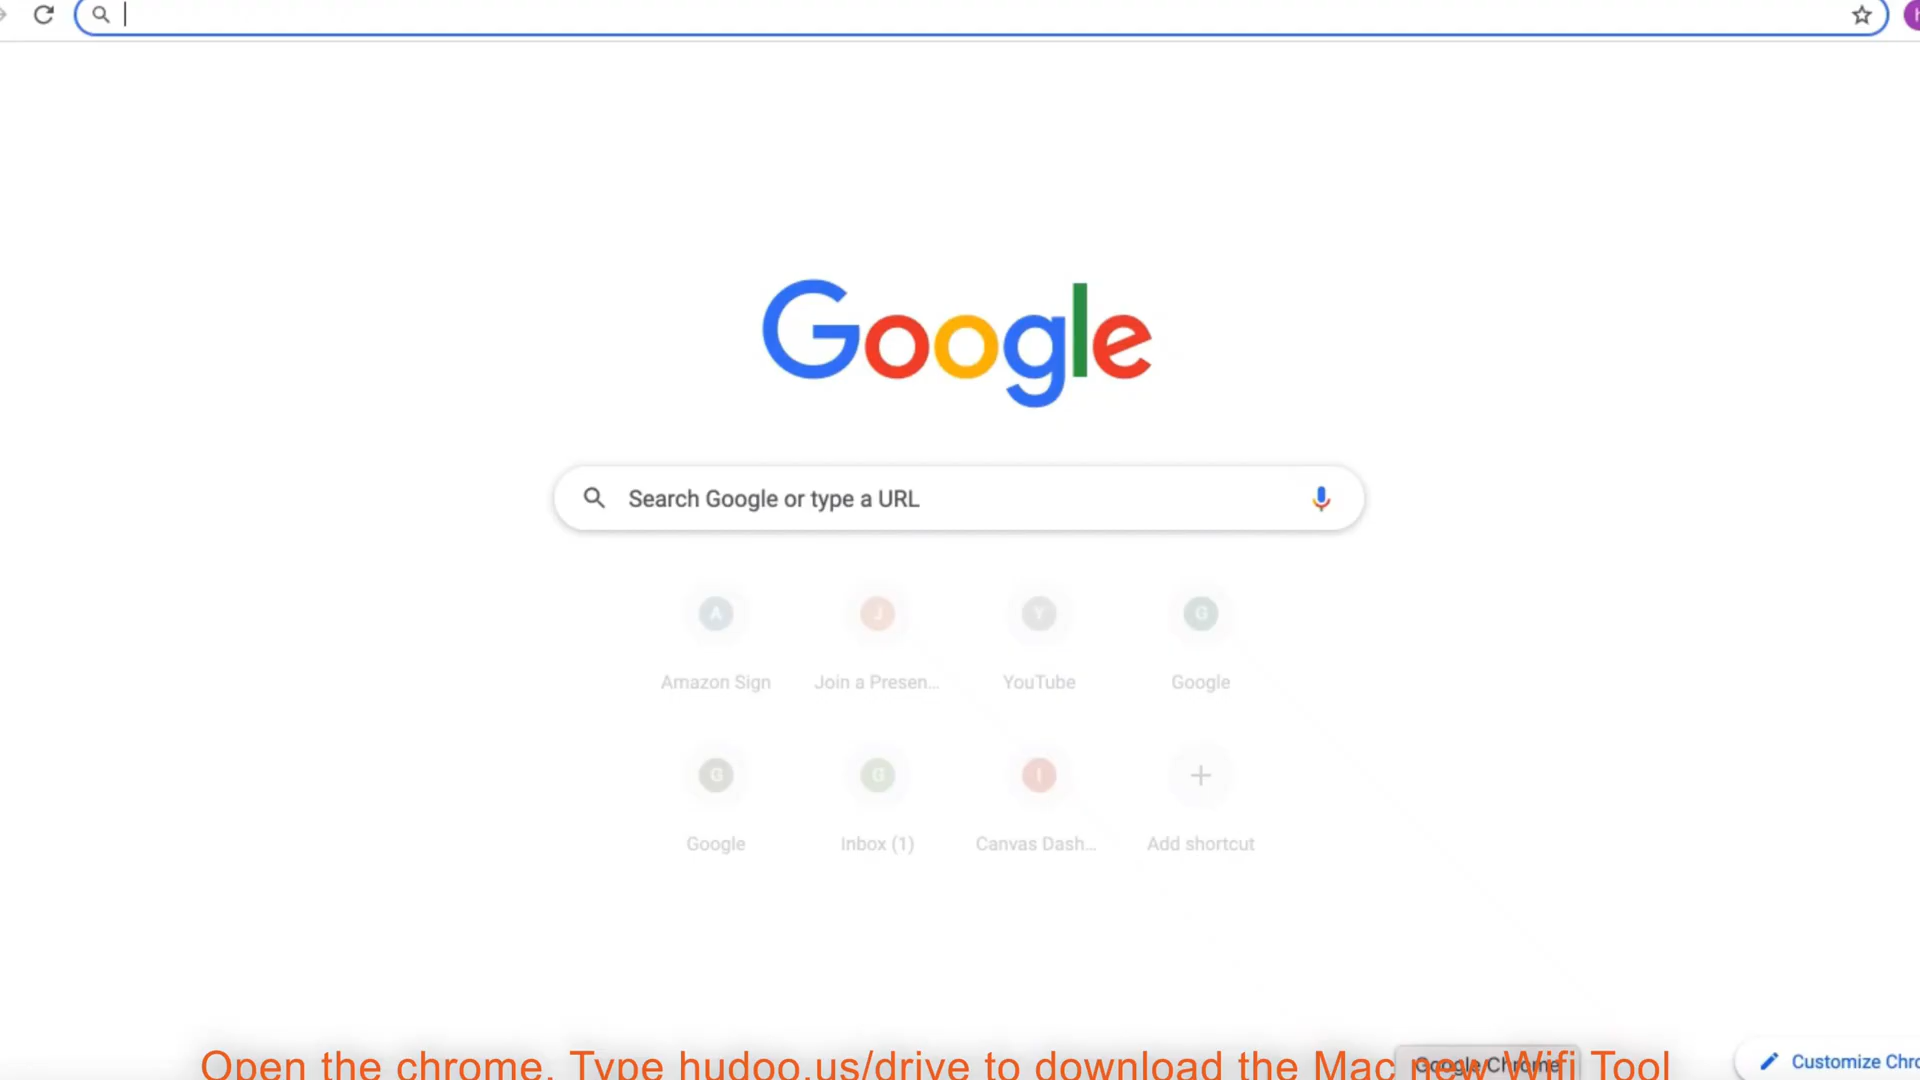 Google
Search Google or type a URL
A J Y G
Amazon Sign Join a Presen... YouTube Google
G G I
Google Inbox (1) Canvas Dash... Add shortcut
Open the chrome. Type hudoo.us/drive to download the Mac new Wifi Tool
Google Chrome
Customize Chro